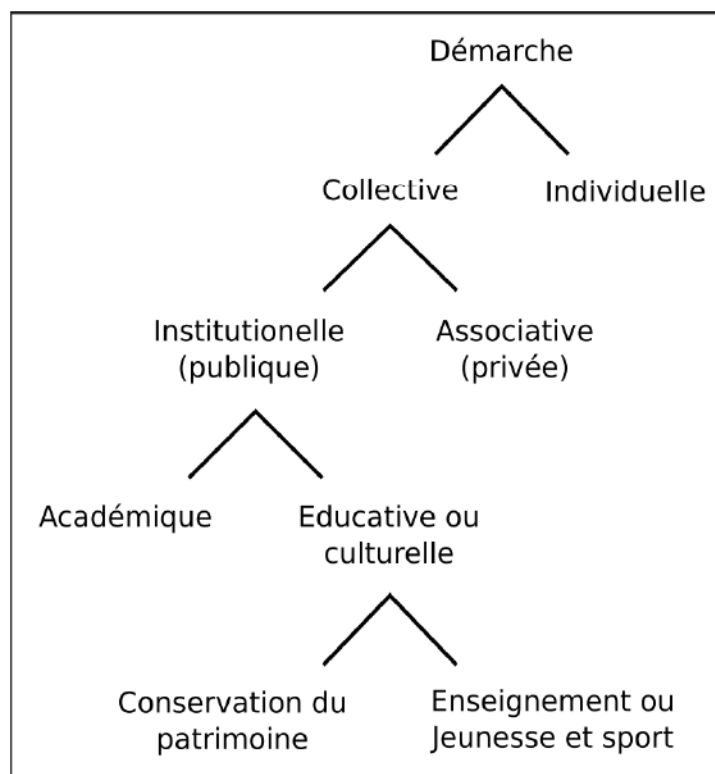 Démarche
Collective
Individuelle
Institutionelle
(publique)
Associative
(privée)
Académique
Educative ou
culturelle
Conservation du
patrimoine
Enseignement ou
Jeunesse et sport